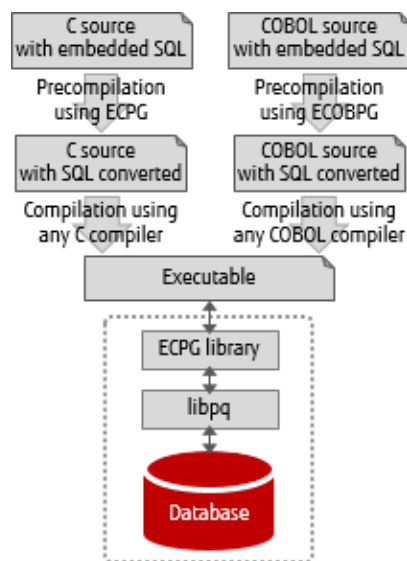 C source
with embedded SQL
COBOL source
with embedded SQL
Precompilation
using ECPG
Precompilation
using ECOBPG
C source
with SQL converted
COBOL source
with SQL converted
Compilation using
any C compiler
Compilation using
any COBOL compiler
Executable
ECPG library
libpq
Database